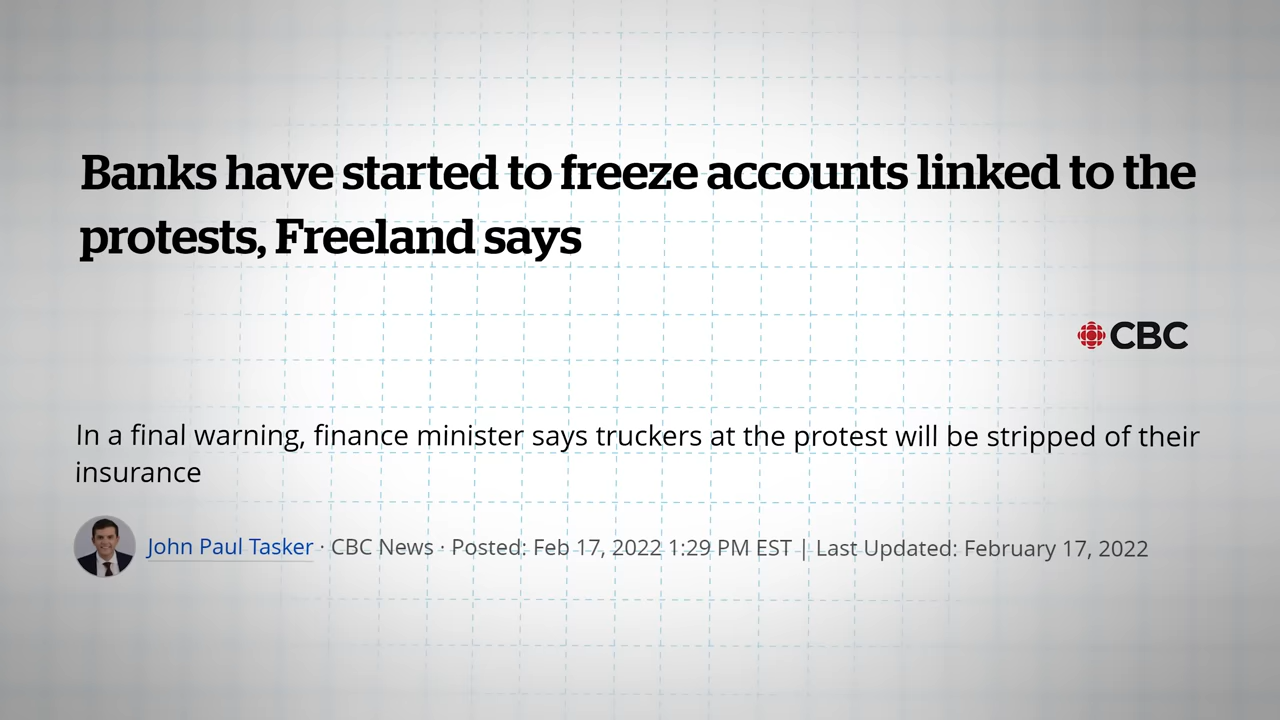 Banks have started to freeze accounts linked to the
protests, Freeland says
CBC
In a final warning, finance minister says truckers at the protest will be stripped of their
insurance
John Paul Tasker · CBC News · Posted: Feb 17, 2022 1:29 PM EST | Last Updated: February 17, 2022